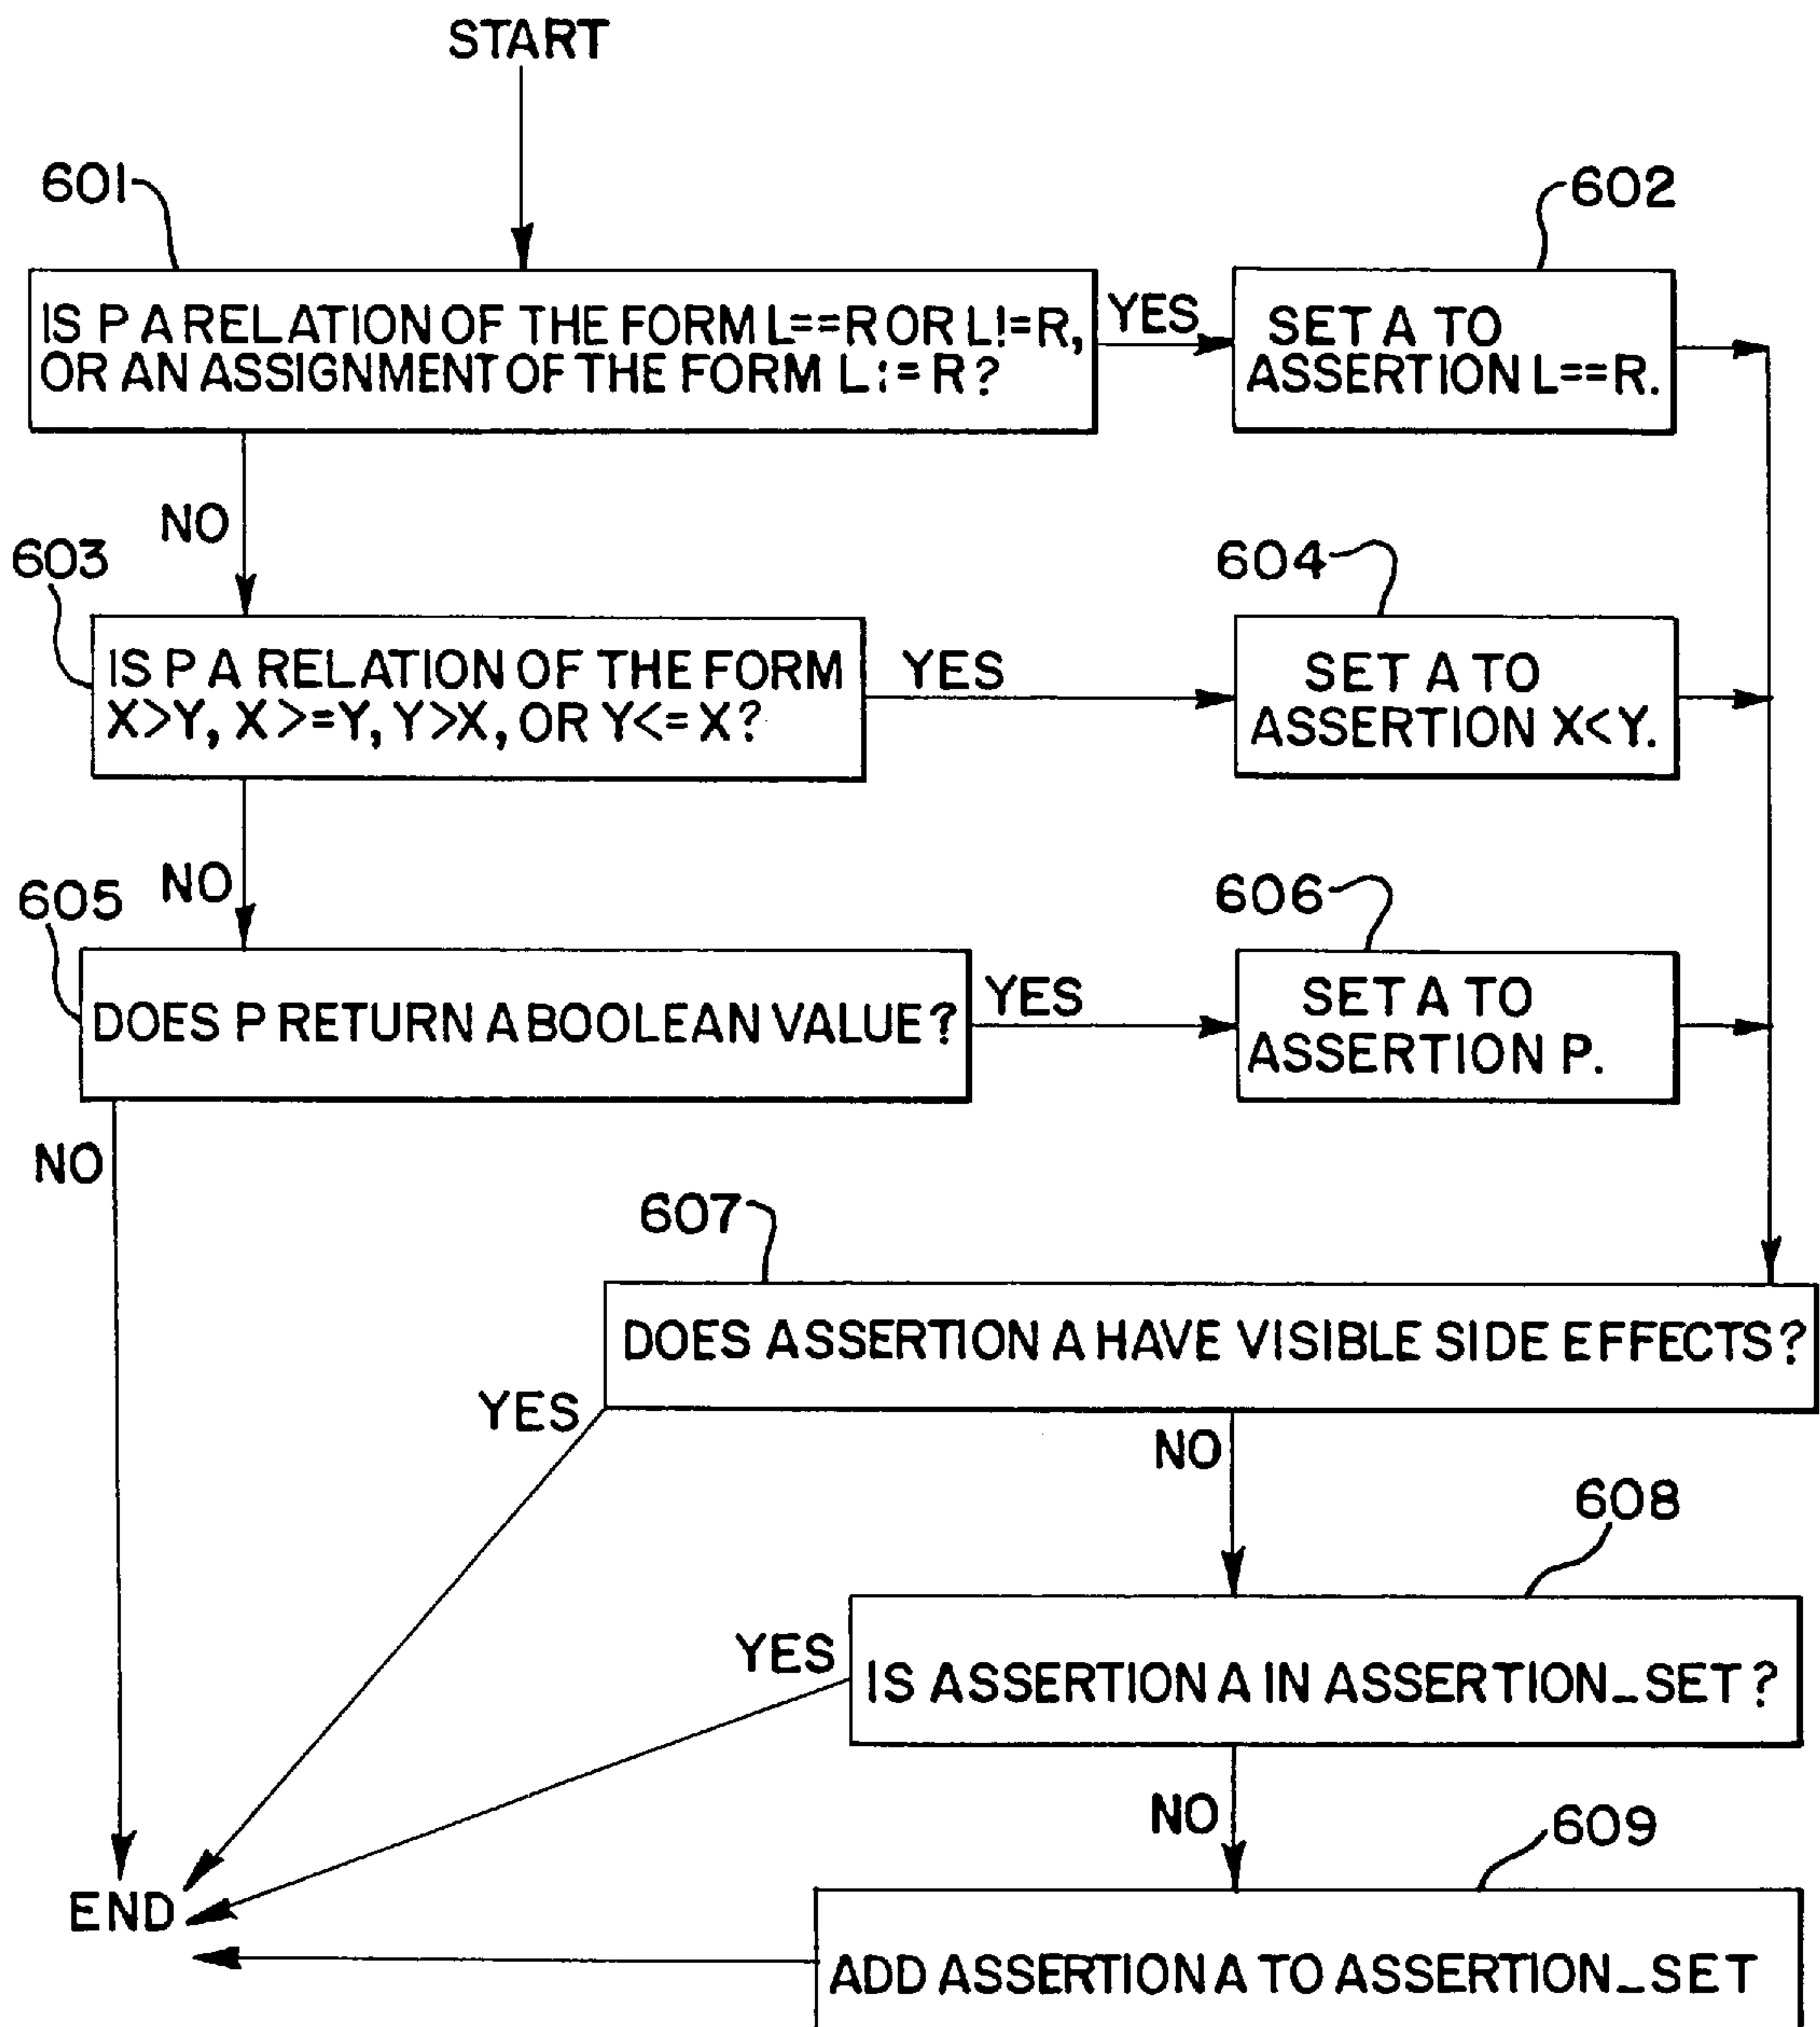 START
601
602
IS P A RELATION OF THE FORM L==R OR L!=R,
OR AN ASSIGNMENT OF THE FORM L:=R?
YES
SET A TO
ASSERTION L==R.
NO
603
604
IS P A RELATION OF THE FORM
X>Y, X>=Y, Y>X, OR Y<=X?
YES
SET A TO
ASSERTION X<Y.
NO
605
606
DOES P RETURN A BOOLEAN VALUE?
YES
SET A TO
ASSERTION P.
NO
607
DOES ASSERTION A HAVE VISIBLE SIDE EFFECTS?
YES
NO
608
YES
IS ASSERTION A IN ASSERTION_SET?
NO
609
END
ADD ASSERTION A TO ASSERTION_SET